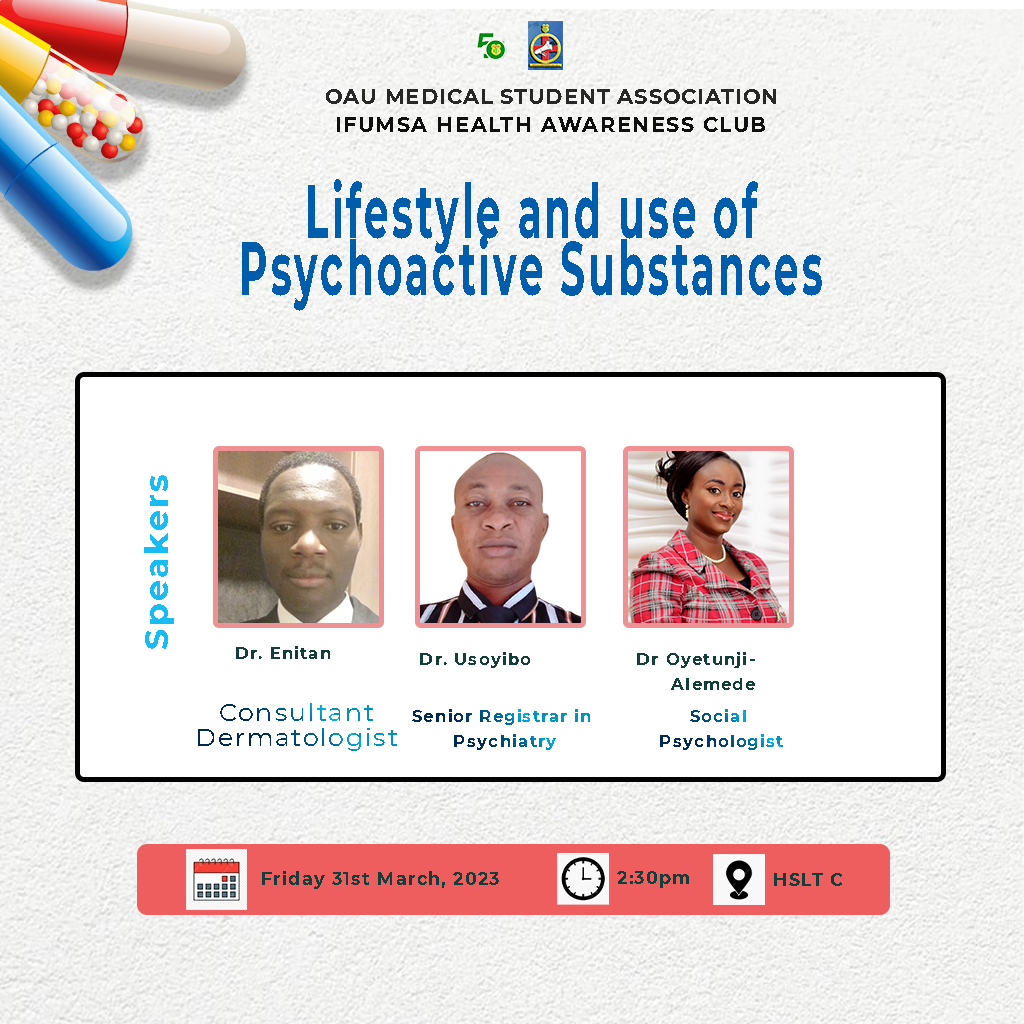 50
OAU MEDICAL STUDENT ASSOCIATION
IFUMSA HEALTH AWARENESS CLUB
Lifestyle and use of
Psychoactive Substances
Speakers
Dr. Enitan
Consultant
Dermatologist
Dr. Usoyibo
Senior Registrar in
Psychiatry
Dr Oyetunji-
Alemede
Social
Psychologist
Friday 31st March, 2023
2:30pm
HSLT C